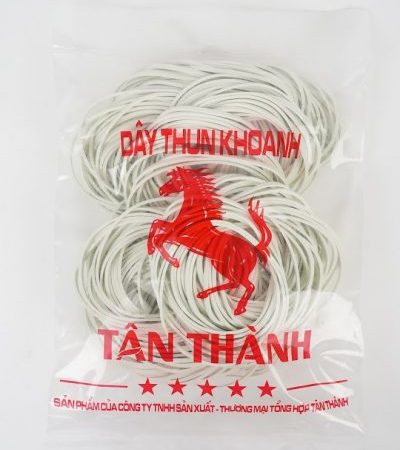 DÂY THUN KHOANH
TÂN THÀNH
SẢN PHẨM CỦA CÔNG TY TNHH SẢN XUẤT - THƯƠNG MẠI TỔNG HỢP TÂN THÀNH